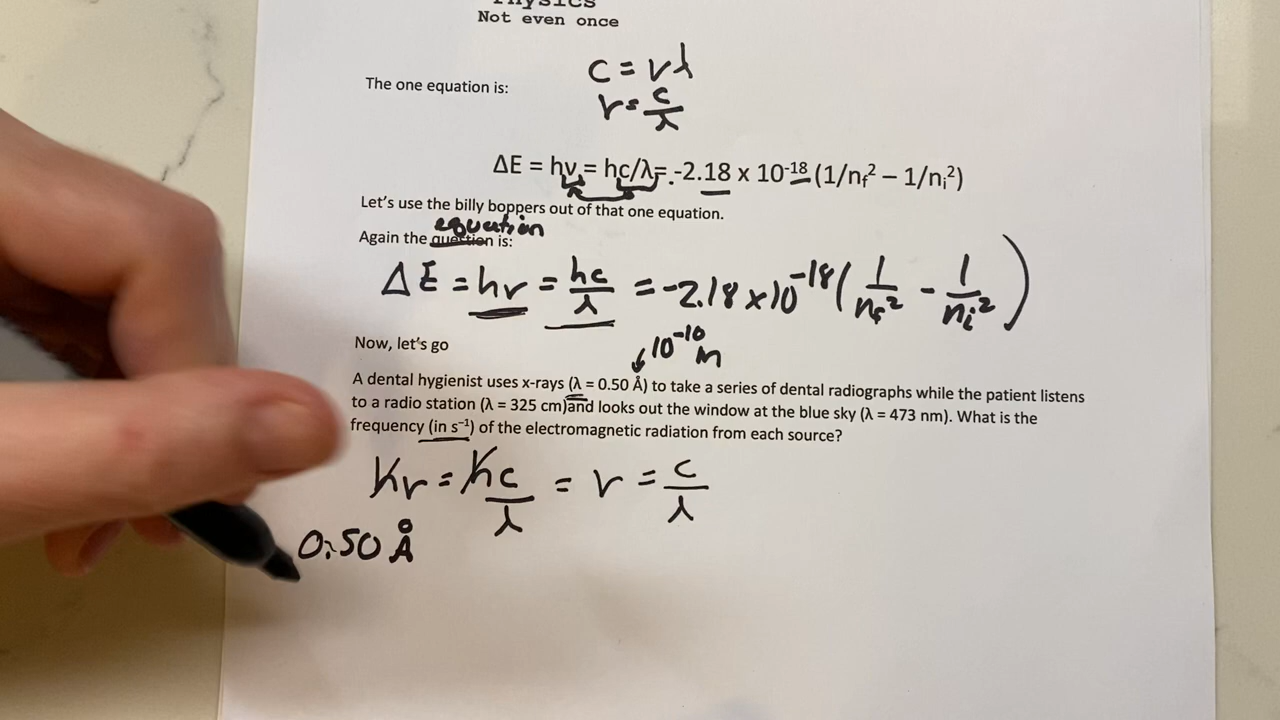 Physics
Not even once
c = νλ
The one equation is:
ν = c/λ
ΔE = hν = hc/λ = -2.18 x 10⁻¹⁸ (1/nf² – 1/ni²)
Let's use the billy boppers out of that one equation.
equation
Again the question is:
ΔE = hν = hc/λ = -2.18 x10⁻¹⁸ (1/nf² - 1/ni²)
Now, let's go
10⁻¹⁰ m
A dental hygienist uses x-rays (λ = 0.50 Å) to take a series of dental radiographs while the patient listens
to a radio station (λ = 325 cm)and looks out the window at the blue sky (λ = 473 nm). What is the
frequency (in s⁻¹) of the electromagnetic radiation from each source?
hν = hc/λ = ν = c/λ
0.50 Å